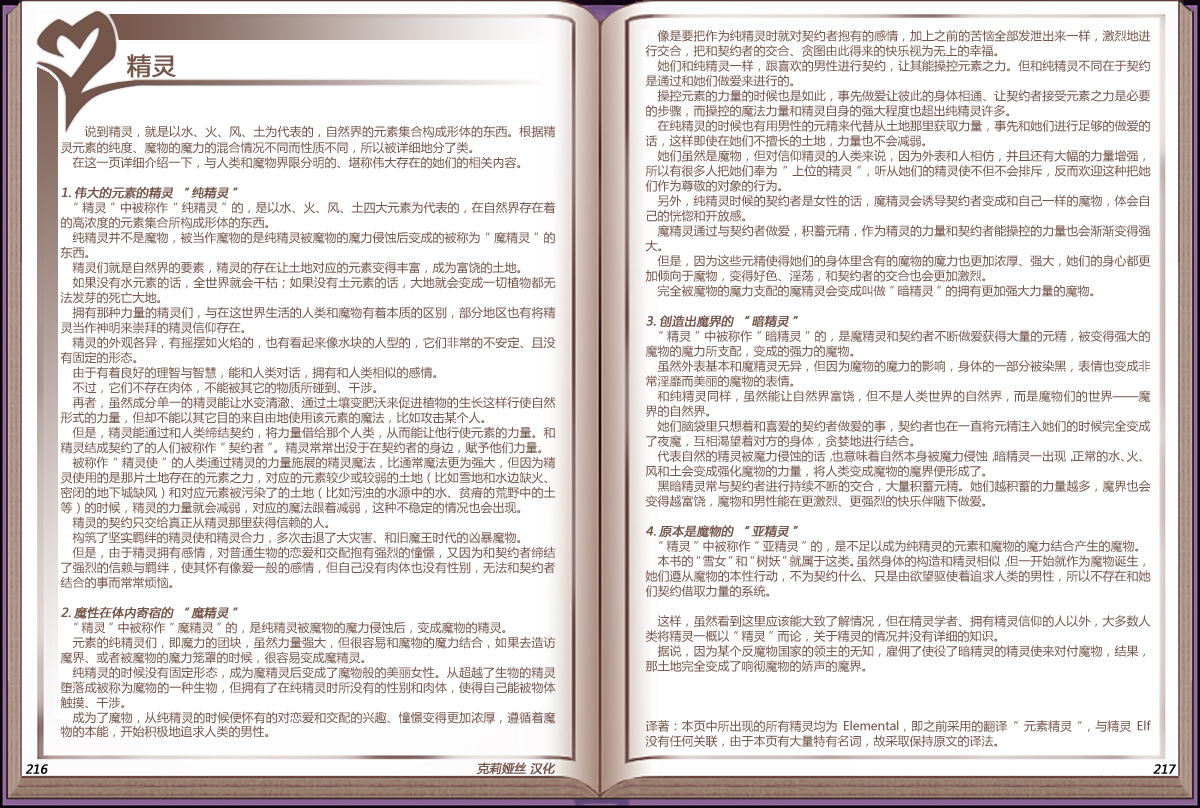 精灵
说到精灵，就是以水、火、风、土为代表的，自然界的元素集合构成形体的东西。根据精
灵元素的纯度、魔物的魔力的混合情况不同而性质不同，所以被详细地分了类。
在这一页详细介绍一下，与人类和魔物界限分明的、堪称伟大存在的她们的相关内容。
1. 伟大的元素的精灵 “纯精灵”
“精灵”中被称作“纯精灵”的，是以水、火、风、土四大元素为代表的，在自然界存在着
的高浓度的元素集合所构成形体的东西。
纯精灵并不是魔物，被当作魔物的是纯精灵被魔物的魔力侵蚀后变成的被称为“魔精灵”的
东西。
精灵们就是自然界的要素，精灵的存在让土地对应的元素变得丰富，成为富饶的土地。
如果没有水元素的话，全世界就会干枯；如果没有土元素的话，大地就会变成一切植物都无
法发芽的死亡大地。
拥有那种力量的精灵们，与在这世界生活的人类和魔物有着本质的区别，部分地区也有将精
灵当作神明来崇拜的精灵信仰存在。
精灵的外观各异，有摇摆如火焰的，也有看起来像水块的人型的，它们非常的不安定、且没
有固定的形态。
由于有着良好的理智与智慧，能和人类对话，拥有和人类相似的感情。
不过，它们不存在肉体，不能被其它的物质所碰到、干涉。
再者，虽然成分单一的精灵能让水变清澈、通过土壤变肥沃来促进植物的生长这样行使自然
形式的力量，但却不能以其它目的来自由地使用该元素的魔法，比如攻击某个人。
但是，精灵能通过和人类缔结契约，将力量借给那个人类，从而能让他行使元素的力量。和
精灵结成契约了的人们被称作“契约者”。精灵常常出没于在契约者的身边，赋予他们力量。
被称作“精灵使”的人类通过精灵的力量施展的精灵魔法，比通常魔法更为强大，但因为精
灵使用的是那片土地存在的元素之力，对应的元素较少或较弱的土地（比如雪地和水边缺火、
密闭的地下城缺风）和对应元素被污染了的土地（比如污浊的水源中的水、贫瘠的荒野中的土
等）的时候，精灵的力量就会减弱，对应的魔法跟着减弱，这种不稳定的情况也会出现。
精灵的契约只交给真正从精灵那里获得信赖的人。
构筑了坚实羁绊的精灵使和精灵合力，多次击退了大灾害、和旧魔王时代的凶暴魔物。
但是，由于精灵拥有感情，对普通生物的恋爱和交配抱有强烈的憧憬，又因为和契约者缔结
了强烈的信赖与羁绊，使其怀有像爱一般的感情，但自己没有肉体也没有性别，无法和契约者
结合的事而常常烦恼。
2. 魔性在体内寄宿的 “魔精灵”
“精灵”中被称作“魔精灵”的，是纯精灵被魔物的魔力侵蚀后，变成魔物的精灵。
元素的纯精灵们，即魔力的团块，虽然力量强大，但很容易和魔物的魔力结合，如果去造访
魔界、或者被魔物的魔力笼罩的时候，很容易变成魔精灵。
纯精灵的时候没有固定形态，成为魔精灵后变成了魔物般的美丽女性。从超越了生物的精灵
堕落成被称为魔物的一种生物，但拥有了在纯精灵时所没有的性别和肉体，使得自己能被物体
触摸、干涉。
成为了魔物，从纯精灵的时候便怀有的对恋爱和交配的兴趣、憧憬变得更加浓厚，遵循着魔
物的本能，开始积极地追求人类的男性。
216
克莉娅丝 汉化
像是要把作为纯精灵时就对契约者抱有的感情，加上之前的苦恼全部发泄出来一样，激烈地进
行交合，把和契约者的交合、贪图由此得来的快乐视为无上的幸福。
她们和纯精灵一样，跟喜欢的男性进行契约，让其能操控元素之力。但和纯精灵不同在于契约
是通过和她们做爱来进行的。
操控元素的力量的时候也是如此，事先做爱让彼此的身体相通、让契约者接受元素之力是必要
的步骤，而操控的魔法力量和精灵自身的强大程度也超出纯精灵许多。
在纯精灵的时候也有用男性的元精来代替从土地那里获取力量，事先和她们进行足够的做爱的
话，这样即使在她们不擅长的土地，力量也不会减弱。
她们虽然是魔物，但对信仰精灵的人类来说，因为外表和人相仿，并且还有大幅的力量增强，
所以有很多人把她们奉为“上位的精灵”，听从她们的精灵使不但不会排斥，反而欢迎这种把她
们作为尊敬的对象的行为。
另外，纯精灵时候的契约者是女性的话，魔精灵会诱导契约者变成和自己一样的魔物，体会自
己的恍惚和开放感。
魔精灵通过与契约者做爱，积蓄元精，作为精灵的力量和契约者能操控的力量也会渐渐变得强
大。
但是，因为这些元精使得她们的身体里含有的魔物的魔力也更加浓厚、强大，她们的身心都更
加倾向于魔物，变得好色、淫荡，和契约者的交合也会更加激烈。
完全被魔物的魔力支配的魔精灵会变成叫做“暗精灵”的拥有更加强大力量的魔物。
3. 创造出魔界的 “暗精灵”
“精灵”中被称作“暗精灵”的，是魔精灵和契约者不断做爱获得大量的元精，被变得强大的
魔物的魔力所支配，变成的强力的魔物。
虽然外表基本和魔精灵无异，但因为魔物的魔力的影响，身体的一部分被染黑，表情也变成非
常淫靡而美丽的魔物的表情。
和纯精灵同样，虽然能让自然界富饶，但不是人类世界的自然界，而是魔物们的世界——魔
界的自然界。
她们脑袋里只想着和喜爱的契约者做爱的事，契约者也在一直将元精注入她们的时候完全变成
了夜魔，互相渴望着对方的身体，贪婪地进行结合。
代表自然的精灵被魔力侵蚀的话，也意味着自然本身被魔力侵蚀，暗精灵一出现，正常的水、火、
风和土会变成强化魔物的力量，将人类变成魔物的魔界便形成了。
黑暗精灵常与契约者进行持续不断的交合，大量积蓄元精。她们越积蓄的力量越多，魔界也会
变得越富饶，魔物和男性能在更激烈、更强烈的快乐伴随下做爱。
4. 原本是魔物的 “亚精灵”
“精灵”中被称作“亚精灵”的，是不足以成为纯精灵的元素和魔物的魔力结合产生的魔物。
本书的“雪女”和“树妖”就属于这类。虽然身体的构造和精灵相似，但一开始就作为魔物诞生，
她们遵从魔物的本性行动，不为契约什么、只是由欲望驱使着追求人类的男性，所以不存在和她
们契约借取力量的系统。
这样，虽然看到这里应该能大致了解情况，但在精灵学者、拥有精灵信仰的人以外，大多数人
类将精灵一概以“精灵”而论，关于精灵的情况并没有详细的知识。
据说，因为某个反魔物国家的领主的无知，雇佣了使役了暗精灵的精灵使来对付魔物，结果，
那土地完全变成了响彻魔物的娇声的魔界。
译著：本页中所出现的所有精灵均为 Elemental，即之前采用的翻译“元素精灵”，与精灵 Elf
没有任何关联，由于本页有大量特有名词，故采取保持原文的译法。
217